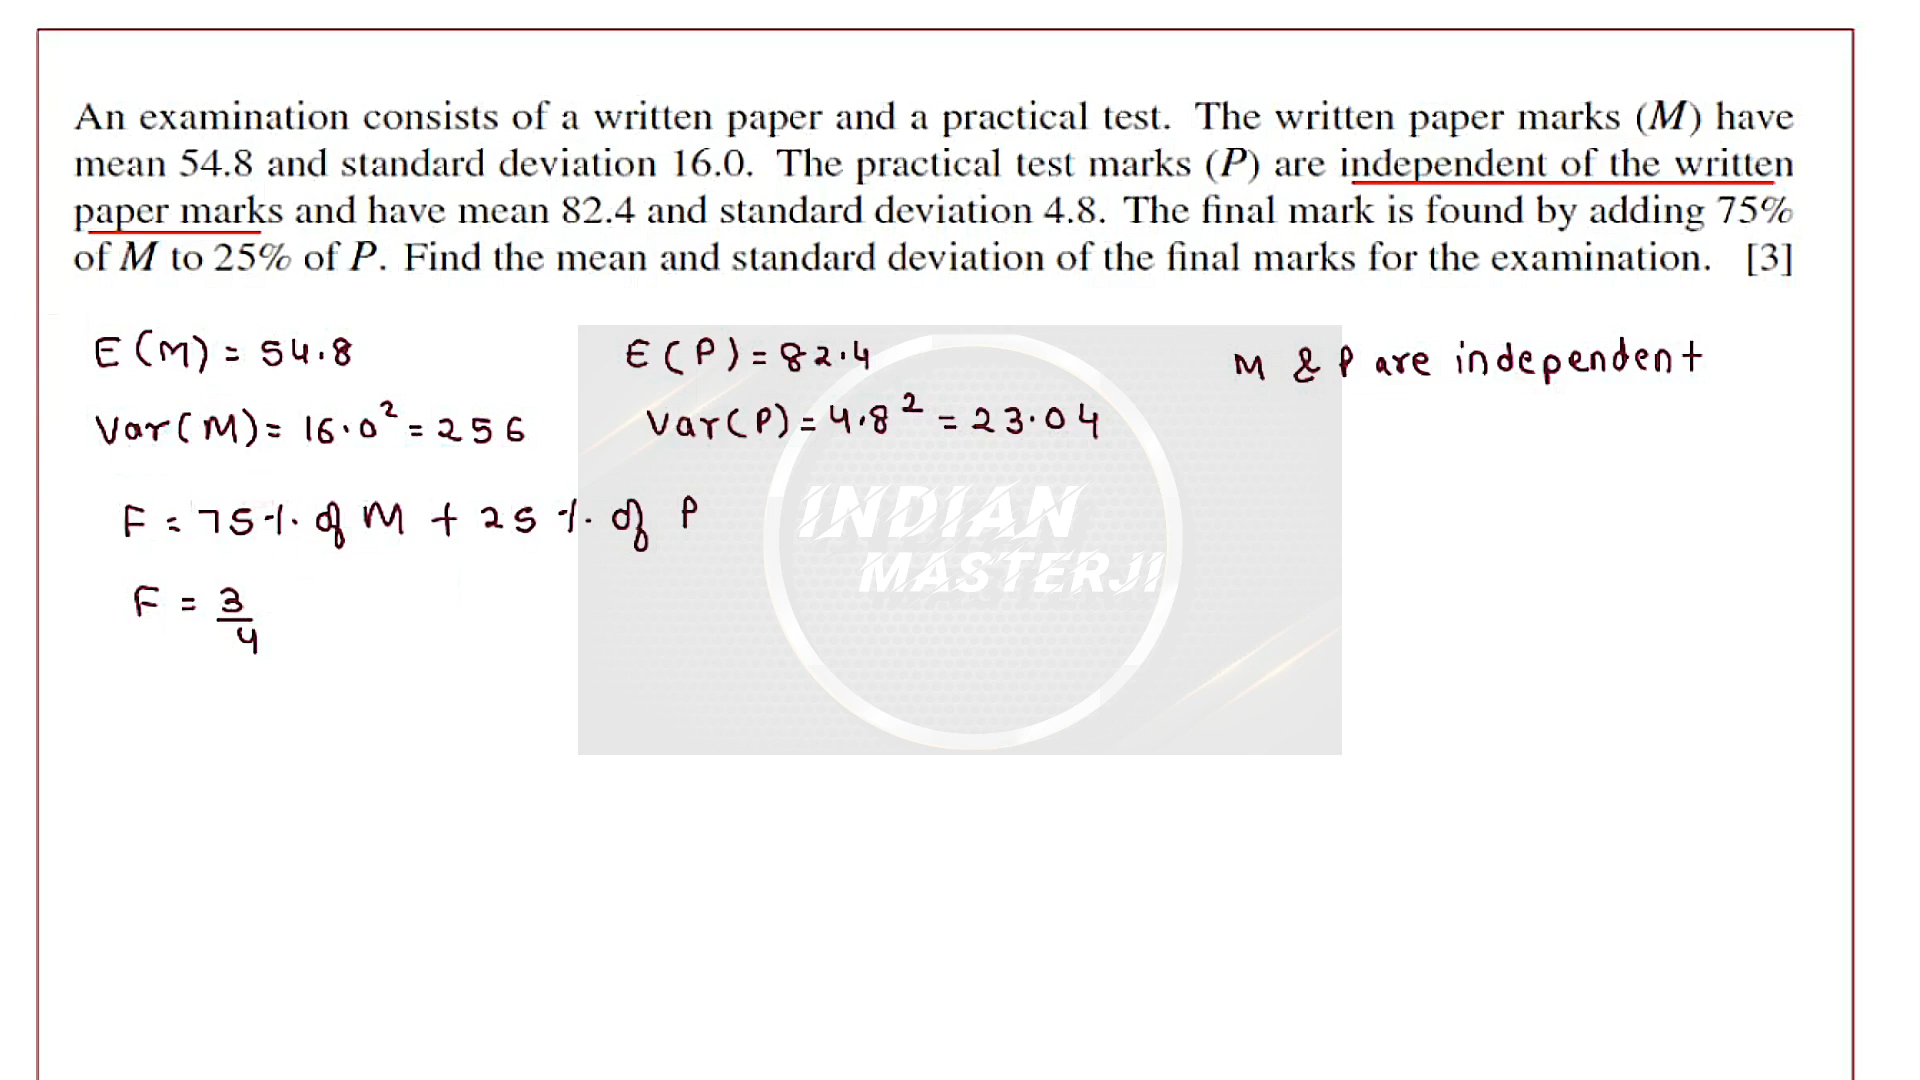 An examination consists of a written paper and a practical test. The written paper marks (M) have
mean 54.8 and standard deviation 16.0. The practical test marks (P) are independent of the written
paper marks and have mean 82.4 and standard deviation 4.8. The final mark is found by adding 75%
of M to 25% of P. Find the mean and standard deviation of the final marks for the examination. [3]
E(M) = 54.8
E(P) = 82.4
M & P are independent
Var(M) = 16.0² = 256
Var(P) = 4.8² = 23.04
F = 75% of M + 25% of P
F = 3/4
INDIAN
MASTERJI